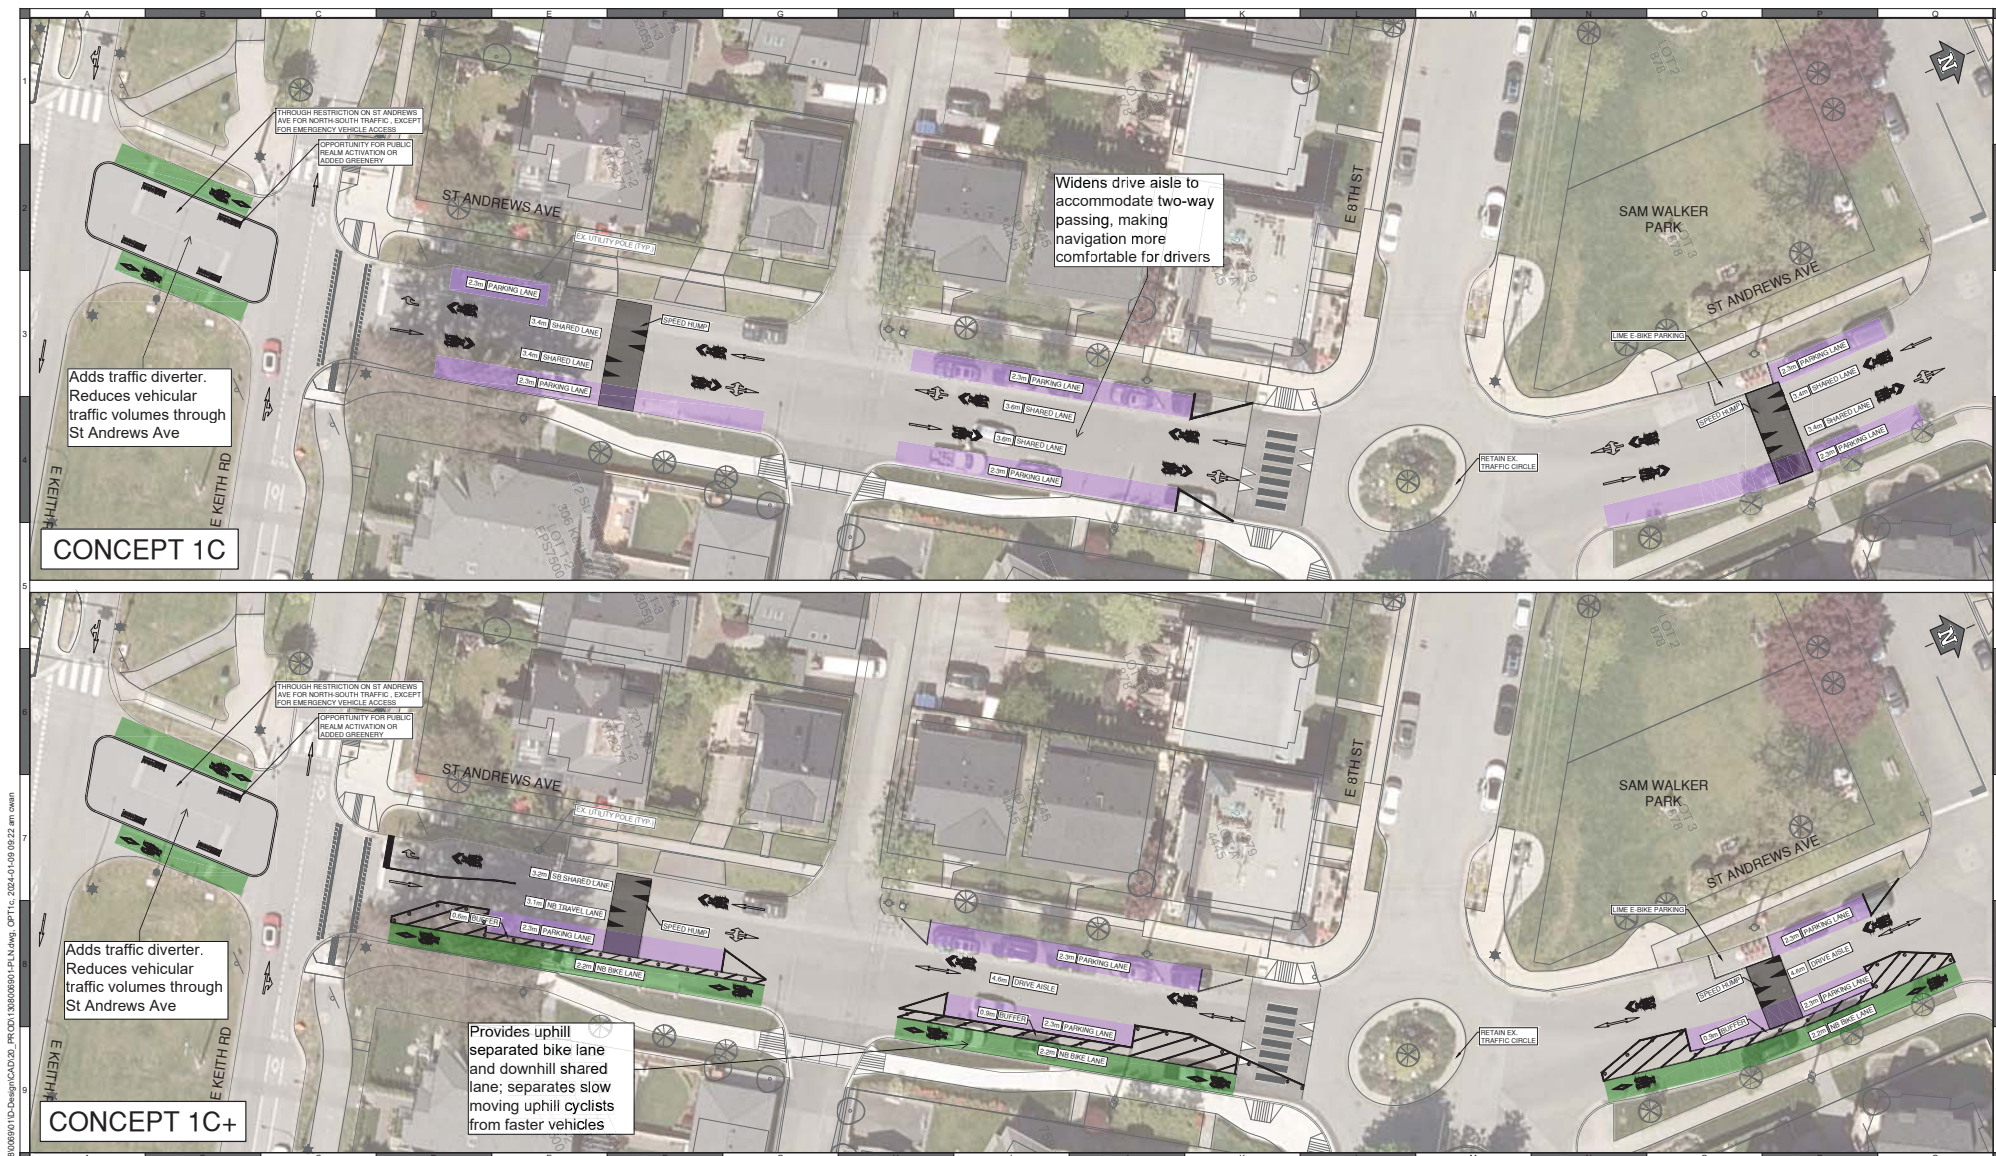 A B C D E F G H I J K L M N O P Q
1
2
3
4
5
6
7
8
9
THROUGH RESTRICTION ON ST ANDREWS
AVE FOR NORTH-SOUTH TRAFFIC , EXCEPT
FOR EMERGENCY VEHICLE ACCESS
OPPORTUNITY FOR PUBLIC
REALM ACTIVATION OR
ADDED GREENERY
ST ANDREWS AVE
EX. UTILITY POLE (TYP.)
2.3m PARKING LANE
3.4m SHARED LANE
3.4m SHARED LANE
2.3m PARKING LANE
SPEED HUMP
Widens drive aisle to
accommodate two-way
passing, making
navigation more
comfortable for drivers
2.3m PARKING LANE
3.6m SHARED LANE
3.6m SHARED LANE
2.3m PARKING LANE
E 8TH ST
SAM WALKER
PARK
ST ANDREWS AVE
LIME E-BIKE PARKING
SPEED HUMP
2.3m PARKING LANE
3.4m SHARED LANE
3.4m SHARED LANE
2.3m PARKING LANE
RETAIN EX.
TRAFFIC CIRCLE
N
Adds traffic diverter.
Reduces vehicular
traffic volumes through
St Andrews Ave
E KEITH R
E KEITH RD
CONCEPT 1C
THROUGH RESTRICTION ON ST ANDREWS
AVE FOR NORTH-SOUTH TRAFFIC , EXCEPT
FOR EMERGENCY VEHICLE ACCESS
OPPORTUNITY FOR PUBLIC
REALM ACTIVATION OR
ADDED GREENERY
ST ANDREWS AVE
EX. UTILITY POLE (TYP.)
3.2m SB SHARED LANE
3.1m NB TRAVEL LANE
0.6m BUFFER
2.3m PARKING LANE
2.2m NB BIKE LANE
SPEED HUMP
2.3m PARKING LANE
4.6m DRIVE AISLE
0.9m BUFFER
2.3m PARKING LANE
2.2m NB BIKE LANE
E 8TH ST
SAM WALKER
PARK
ST ANDREWS AVE
LIME E-BIKE PARKING
SPEED HUMP
2.3m PARKING LANE
4.6m DRIVE AISLE
2.3m PARKING LANE
0.9m BUFFER
2.2m NB BIKE LANE
RETAIN EX.
TRAFFIC CIRCLE
N
Adds traffic diverter.
Reduces vehicular
traffic volumes through
St Andrews Ave
Provides uphill
separated bike lane
and downhill shared
lane; separates slow
moving uphill cyclists
from faster vehicles
E KEITH
E KEITH RD
CONCEPT 1C+